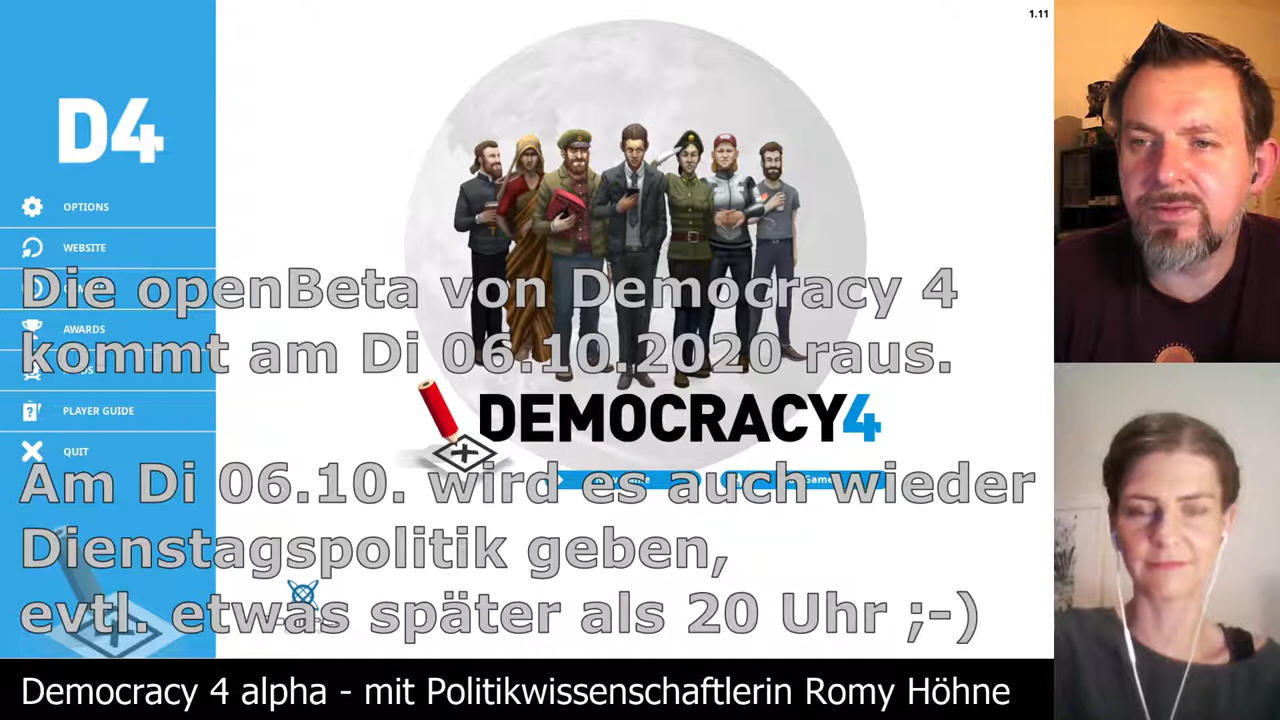 1.11
D4
OPTIONS
WEBSITE
Die openBeta von Democracy 4
AWARDS
kommt am Di 06.10.2020 raus.
PLAYER GUIDE
DEMOCRACY4
QUIT
Am Di 06.10. wird es auch wieder
Dienstagspolitik geben,
evtl. etwas später als 20 Uhr ;-)
Democracy 4 alpha - mit Politikwissenschaftlerin Romy Höhne